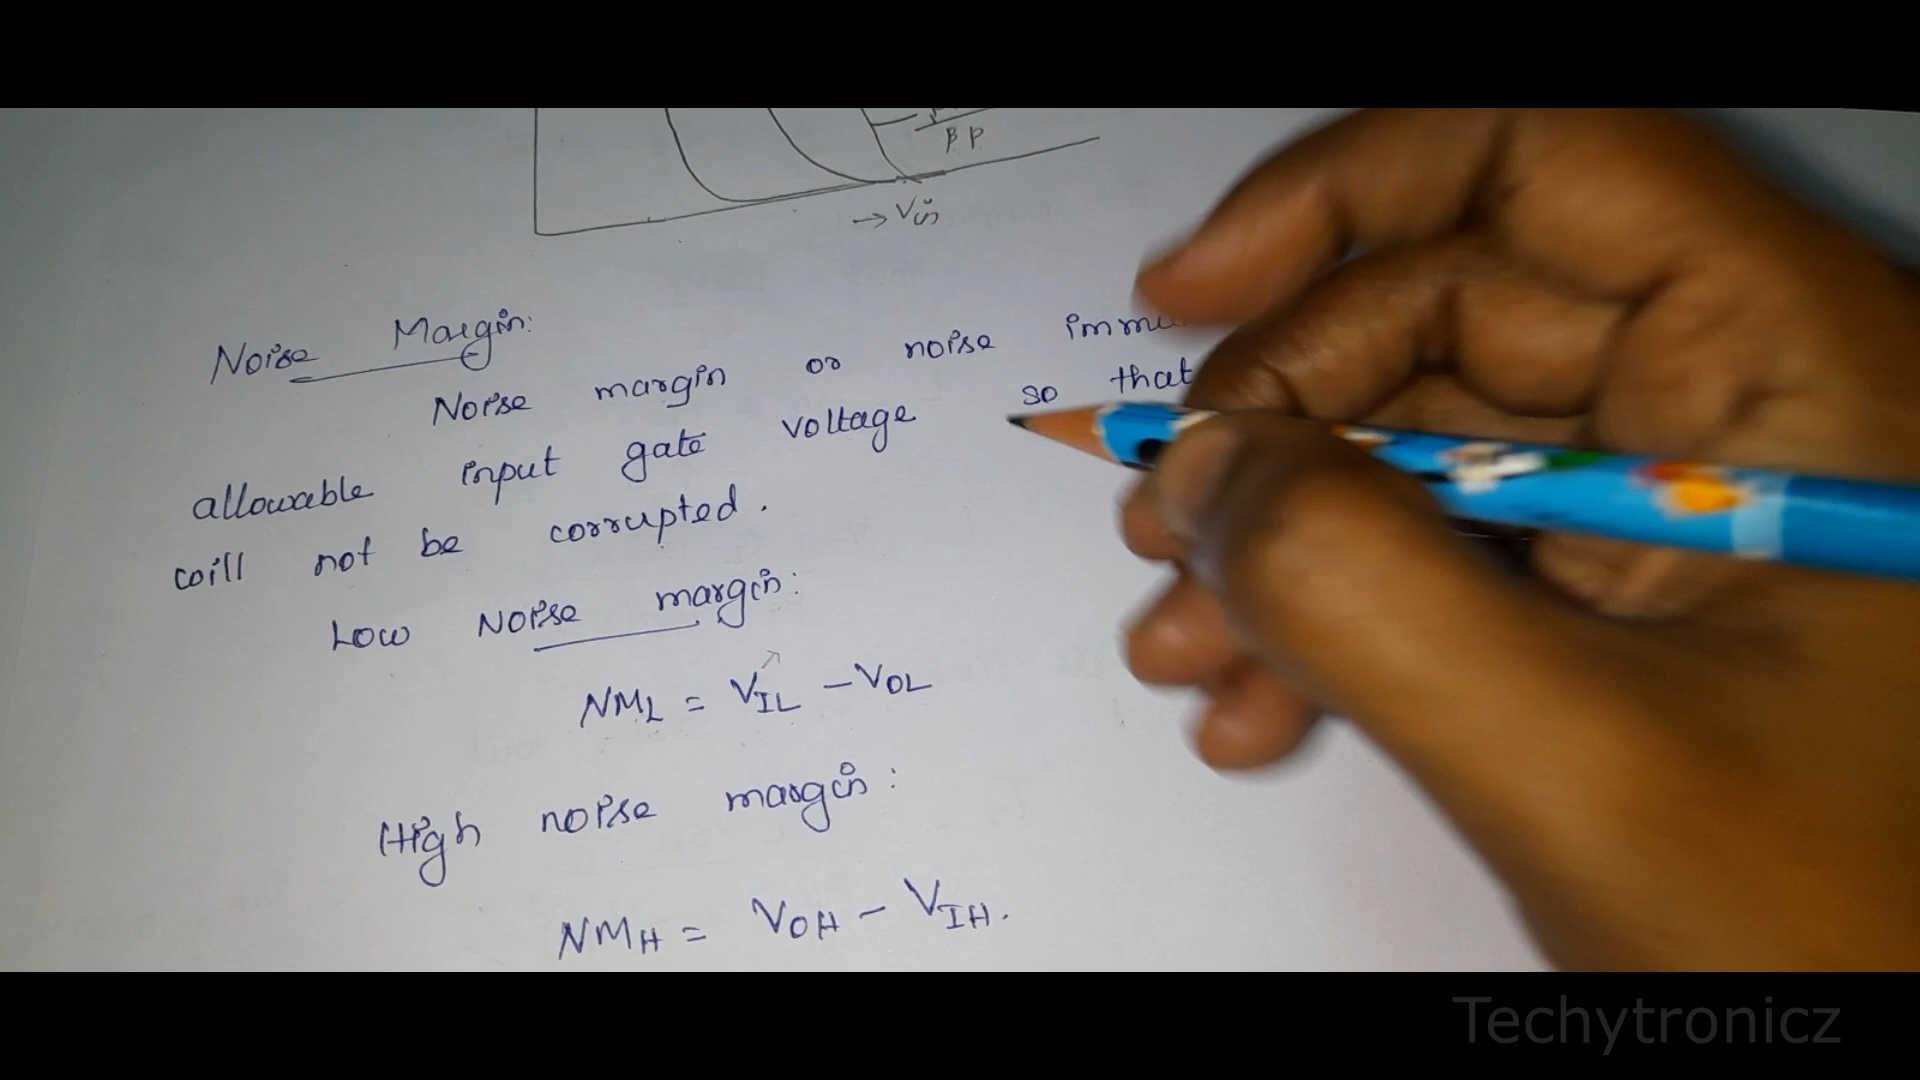 βP
→ Vin
Noise Margin:
Noise margin or noise
allowable input gate voltage so that
will not be corrupted.
Low Noise margin:
NML = VIL - VOL
High noise margin:
NMH = VOH - VIH.
Techytronicz